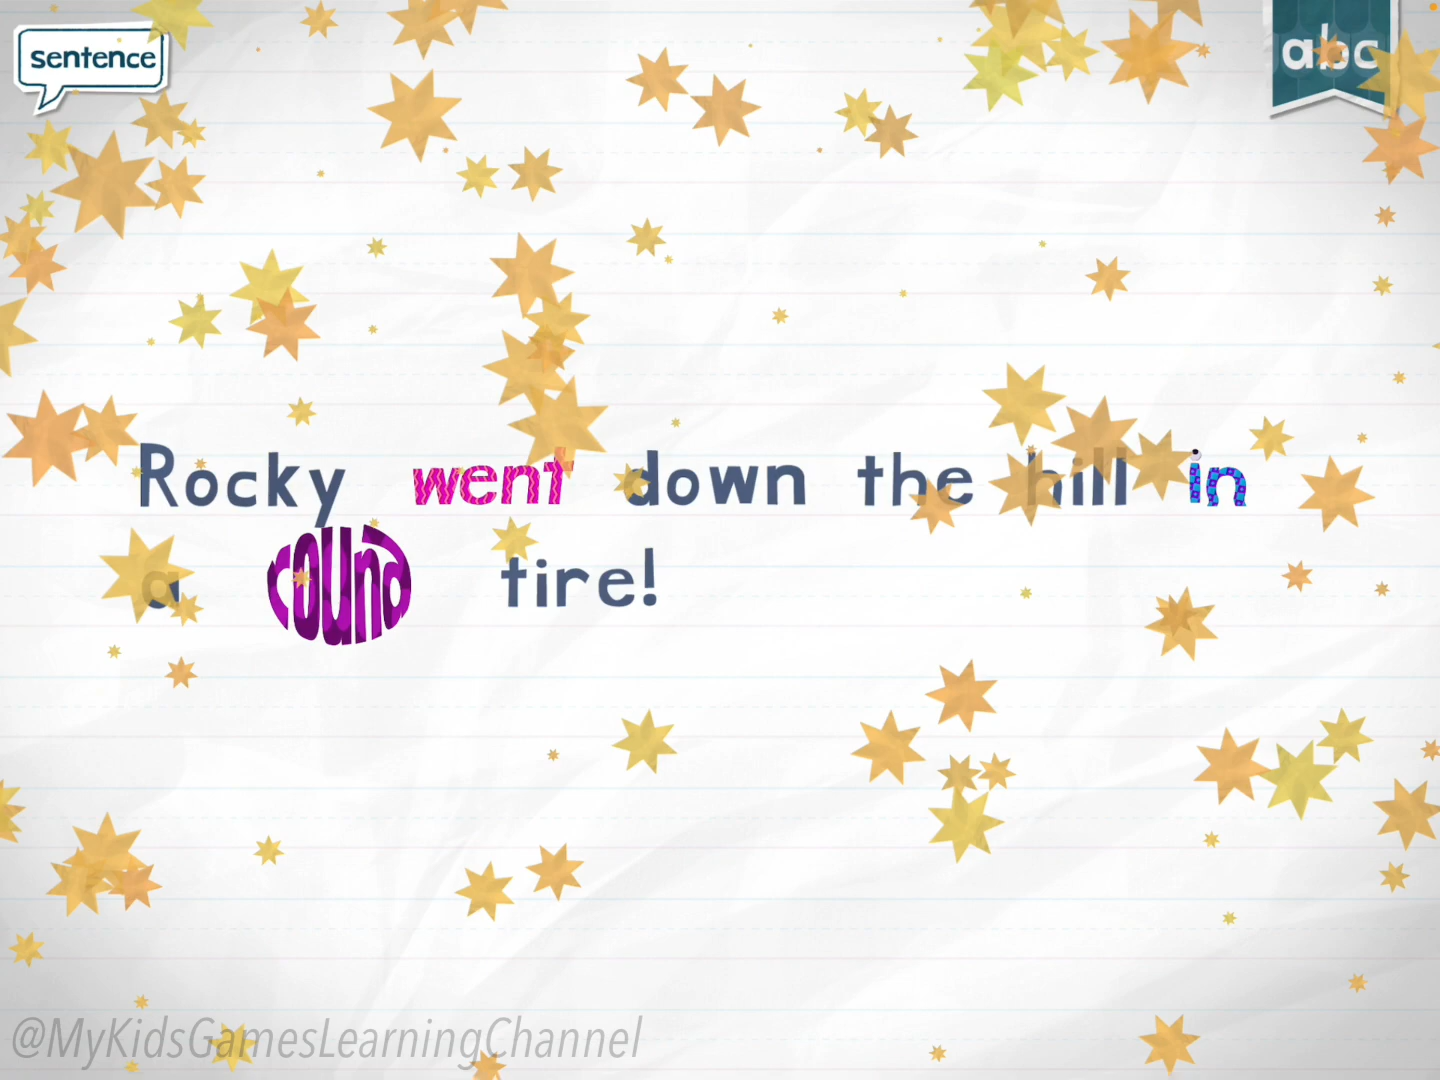 sentence
abc
Rocky went down the hill in
a round tire!
@MyKidsGamesLearningChannel